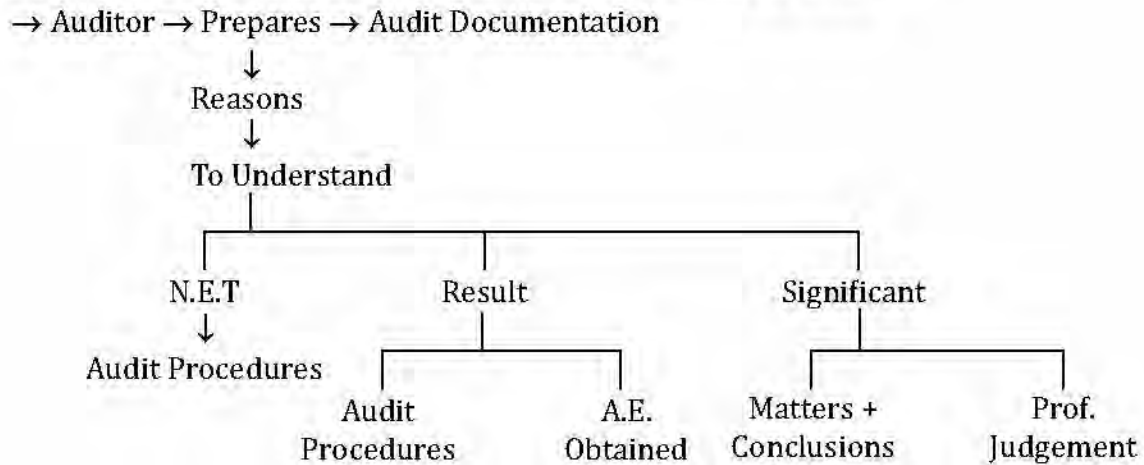 → Auditor → Prepares → Audit Documentation
↓
Reasons
↓
To Understand
N.E.T Result Significant
↓
Audit Procedures
Audit A.E. Matters + Prof.
Procedures Obtained Conclusions Judgement